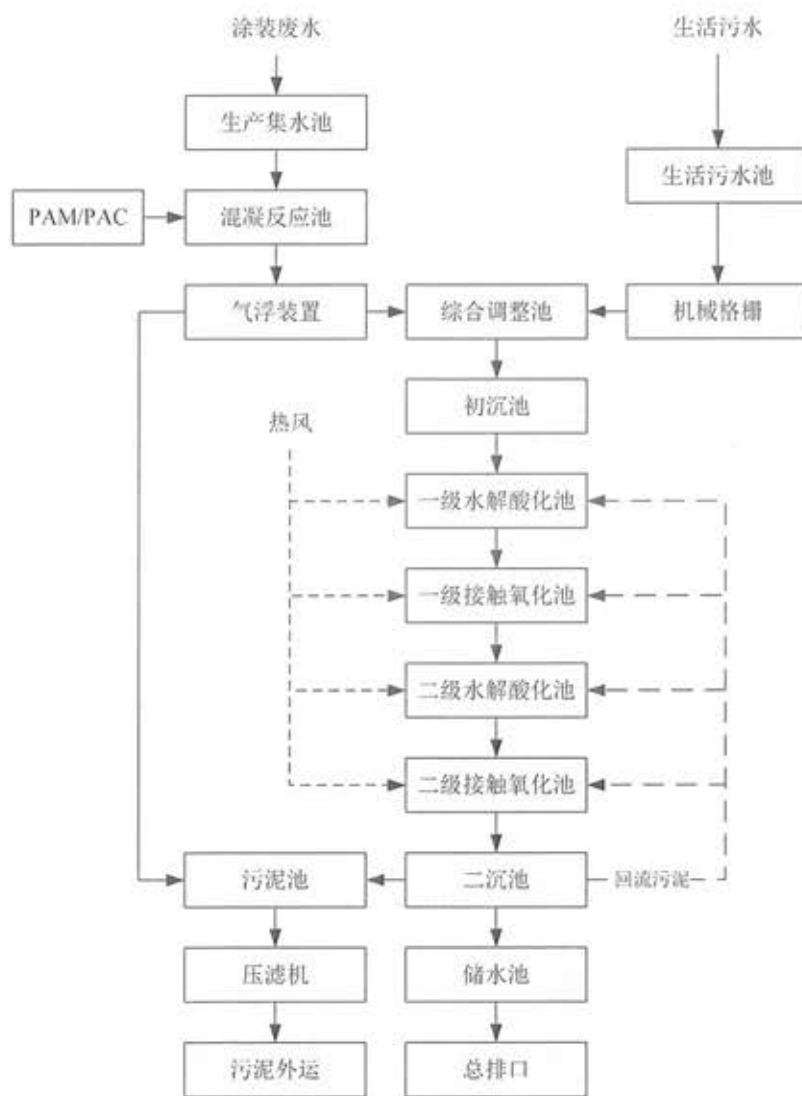 涂装废水
生活污水
生产集水池
生活污水池
PAM/PAC
混凝反应池
气浮装置
综合调整池
机械格栅
初沉池
热风
一级水解酸化池
一级接触氧化池
二级水解酸化池
二级接触氧化池
污泥池
二沉池
回流污泥
压滤机
储水池
污泥外运
总排口